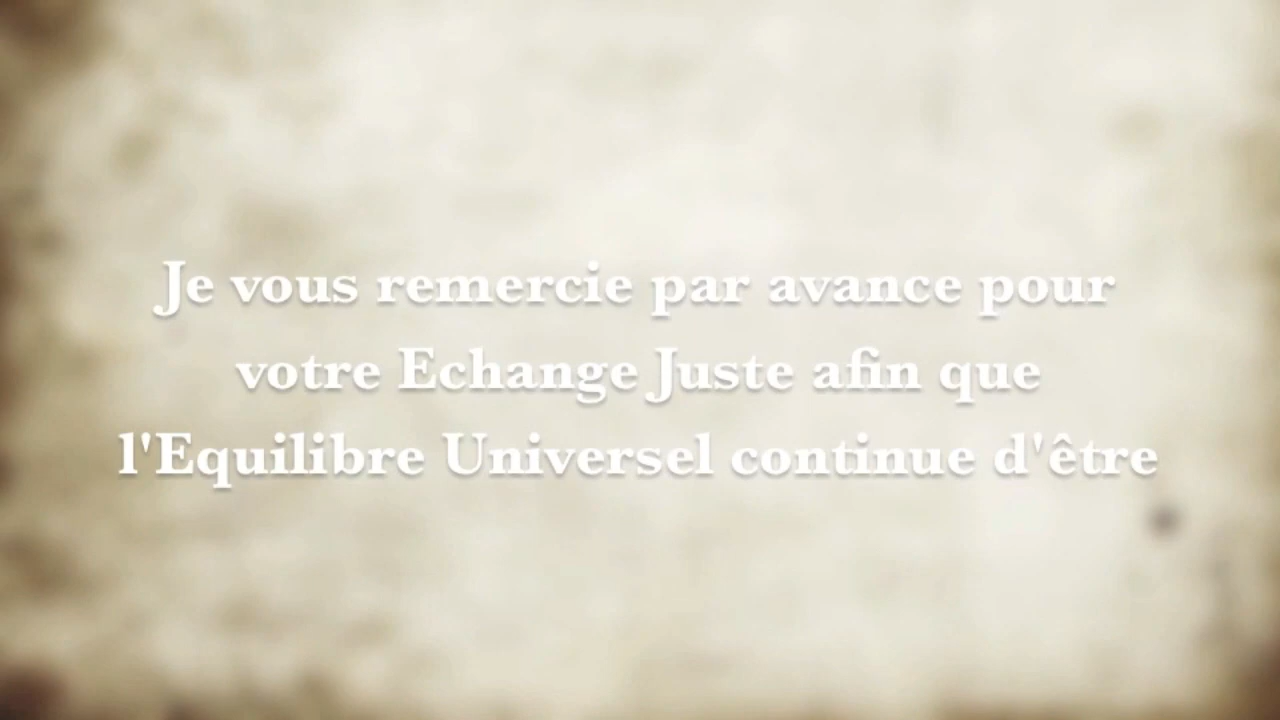 Je vous remercie par avance pour
votre Echange Juste afin que
l'Equilibre Universel continue d'être